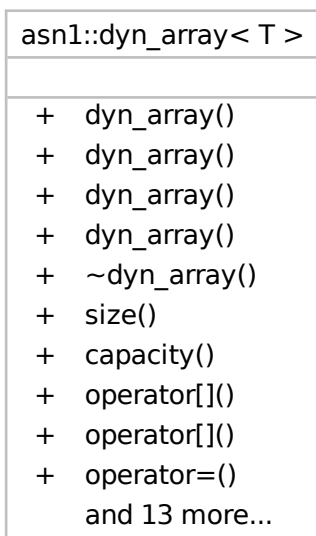 asn1::dyn_array< T >
+ dyn_array()
+ dyn_array()
+ dyn_array()
+ dyn_array()
+ ~dyn_array()
+ size()
+ capacity()
+ operator[]()
+ operator[]()
+ operator=()
and 13 more...